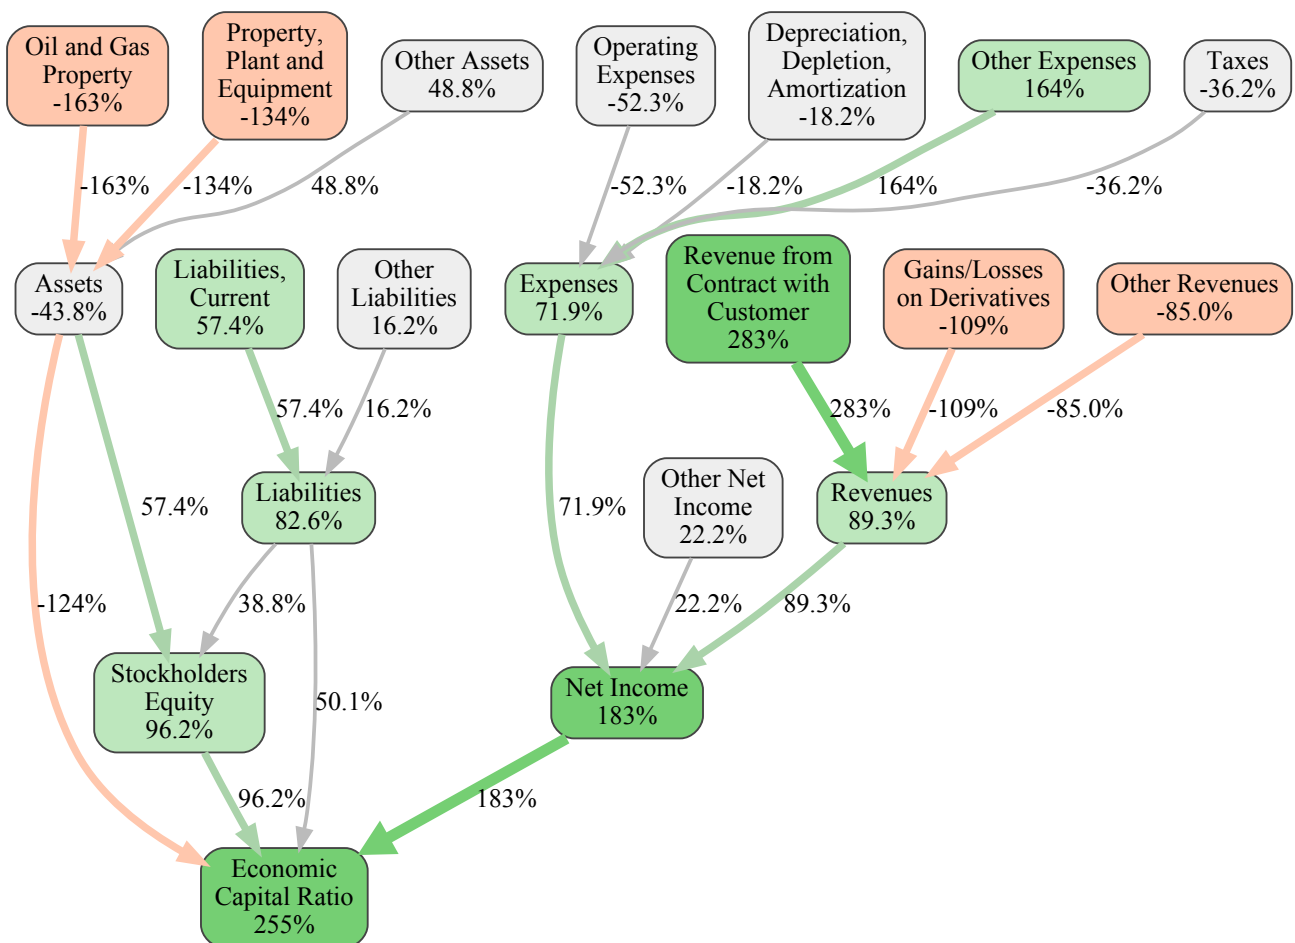 Oil and Gas
Property
-163%
Property,
Plant and
Equipment
-134%
Other Assets
48.8%
Operating
Expenses
-52.3%
Depreciation,
Depletion,
Amortization
-18.2%
Other Expenses
164%
Taxes
-36.2%
-163%
-134%
48.8%
-52.3%
-18.2%
164%
-36.2%
Assets
-43.8%
Liabilities,
Current
57.4%
Other
Liabilities
16.2%
Expenses
71.9%
Revenue from
Contract with
Customer
283%
Gains/Losses
on Derivatives
-109%
Other Revenues
-85.0%
57.4%
16.2%
283%
-109%
-85.0%
57.4%
Liabilities
82.6%
71.9%
Other Net
Income
22.2%
Revenues
89.3%
-124%
38.8%
22.2%
89.3%
Stockholders
Equity
96.2%
50.1%
Net Income
183%
96.2%
183%
Economic
Capital Ratio
255%